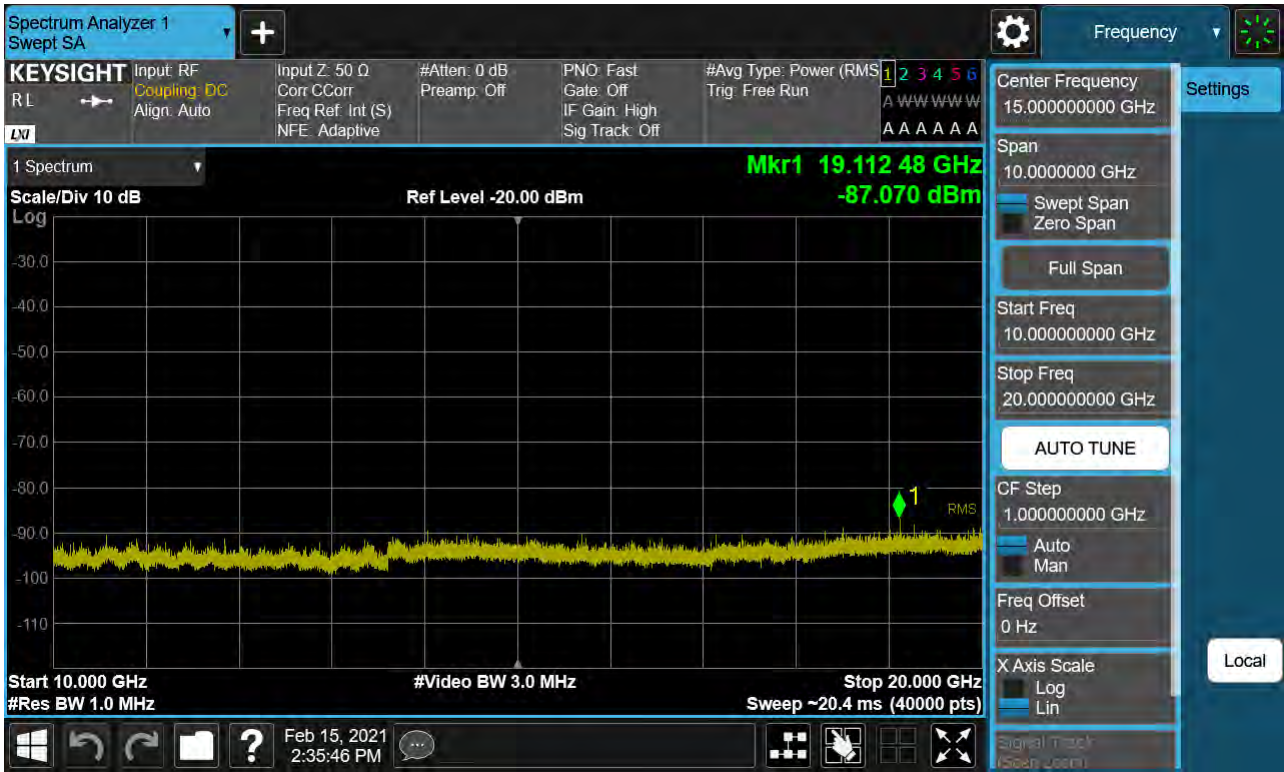 Spectrum Analyzer 1
Swept SA
+
Frequency
KEYSIGHT
RL
LXI
Input: RF
Coupling: DC
Align: Auto
Input Z: 50 Ω
Corr CCorr
Freq Ref: Int (S)
NFE: Adaptive
#Atten: 0 dB
Preamp: Off
PNO: Fast
Gate: Off
IF Gain: High
Sig Track: Off
#Avg Type: Power (RMS
Trig: Free Run
1 2 3 4 5 6
A W W W W W
A A A A A A
1 Spectrum
Mkr1 19.112 48 GHz
-87.070 dBm
Scale/Div 10 dB
Ref Level -20.00 dBm
Log
-30.0
-40.0
-50.0
-60.0
-70.0
-80.0
1
RMS
-90.0
-100
-110
Start 10.000 GHz
#Video BW 3.0 MHz
Stop 20.000 GHz
#Res BW 1.0 MHz
Sweep ~20.4 ms (40000 pts)
Center Frequency
15.000000000 GHz
Span
10.0000000 GHz
Swept Span
Zero Span
Full Span
Start Freq
10.000000000 GHz
Stop Freq
20.000000000 GHz
AUTO TUNE
CF Step
1.000000000 GHz
Auto
Man
Freq Offset
0 Hz
X Axis Scale
Log
Lin
Signal Track
(Span Zoom)
Settings
Local
?
Feb 15, 2021
2:35:46 PM